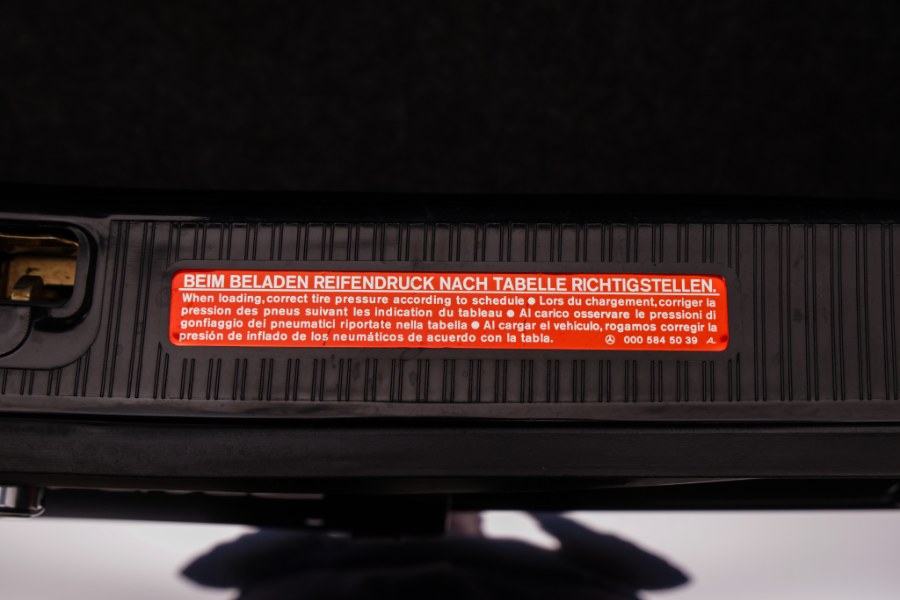 BEIM BELADEN REIFENDRUCK NACH TABELLE RICHTIGSTELLEN.
When loading, correct tire pressure according to schedule ● Lors du chargement, corriger la
pression des pneus suivant les indication du tableau ● Al carico osservare le pressioni di
gonfiaggio dei pneumatici riportate nella tabella ● Al cargar el vehículo, rogamos corregir la
presión de inflado de los neumáticos de acuerdo con la tabla. 000 584 50 39